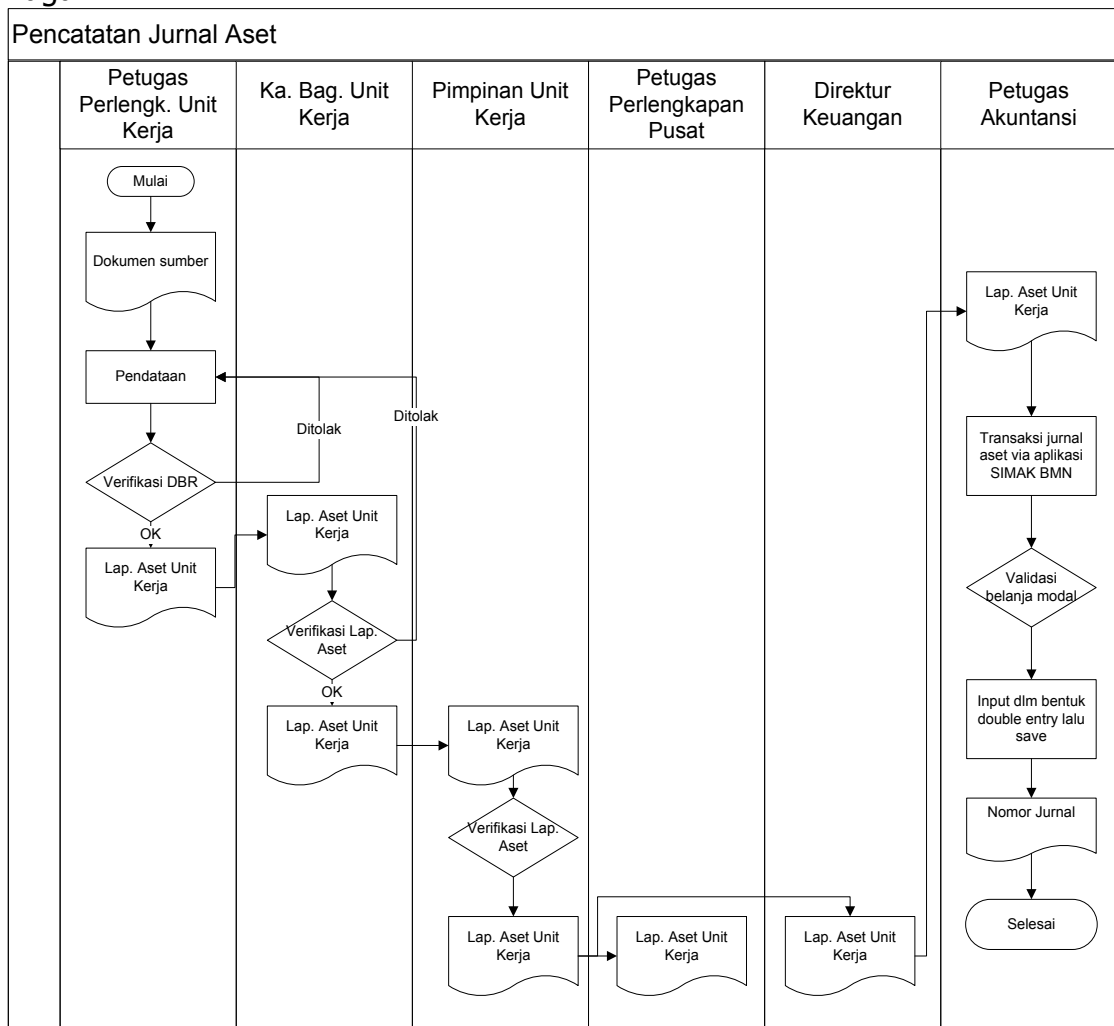 Pencatatan Jurnal Aset
Petugas
Perlengk. Unit
Kerja
Ka. Bag. Unit
Kerja
Pimpinan Unit
Kerja
Petugas
Perlengkapan
Pusat
Direktur
Keuangan
Petugas
Akuntansi
Mulai
Dokumen sumber
Pendataan
Ditolak
Verifikasi DBR
OK
Lap. Aset Unit
Kerja
Ditolak
Lap. Aset Unit
Kerja
Verifikasi Lap.
Aset
OK
Lap. Aset Unit
Kerja
Lap. Aset Unit
Kerja
Verifikasi Lap.
Aset
Lap. Aset Unit
Kerja
Lap. Aset Unit
Kerja
Lap. Aset Unit
Kerja
Lap. Aset Unit
Kerja
Transaksi jurnal
aset via aplikasi
SIMAK BMN
Validasi
belanja modal
Input dlm bentuk
double entry lalu
save
Nomor Jurnal
Selesai